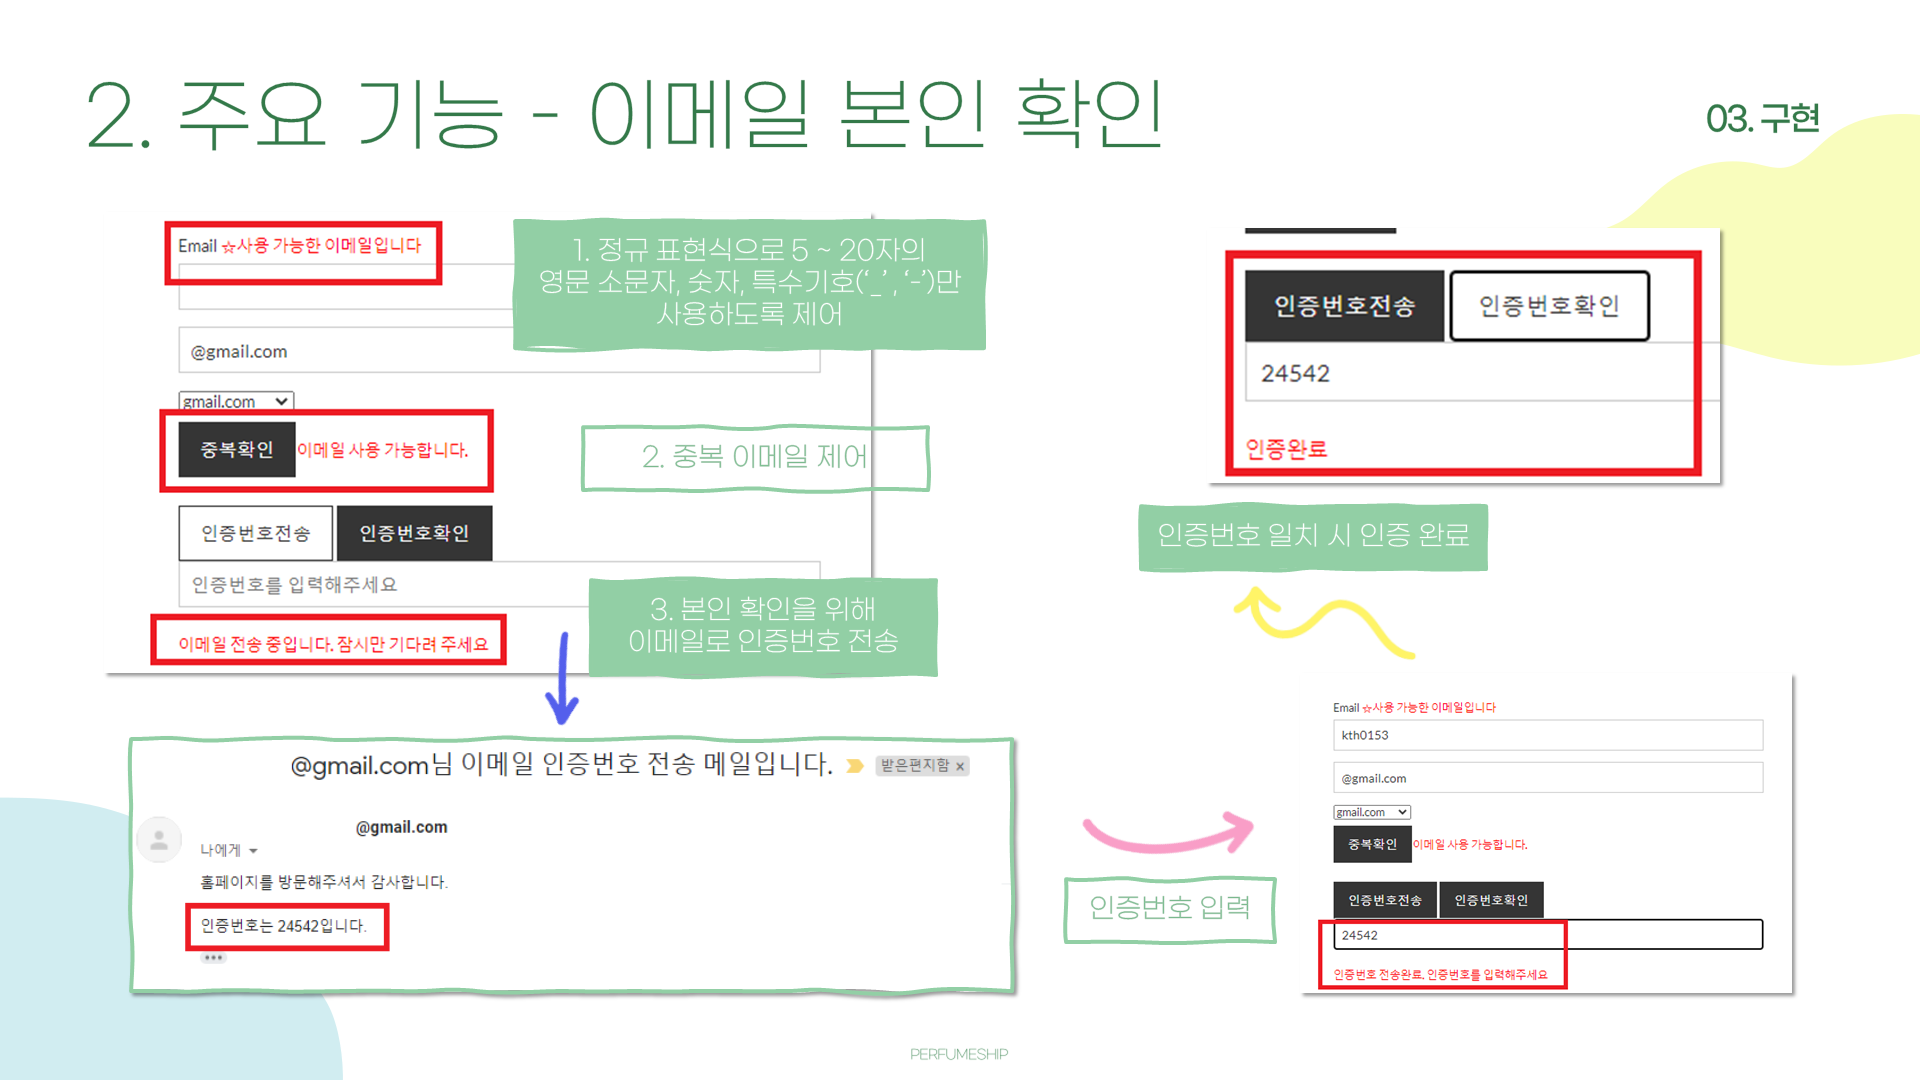 2. 주요 기능 - 이메일 본인 확인
03. 구현
Email ☆사용 가능한 이메일입니다
@gmail.com
gmail.com
중복확인 이메일 사용 가능합니다.
인증번호전송 인증번호확인
인증번호를 입력해주세요
이메일 전송 중입니다. 잠시만 기다려 주세요
1. 정규 표현식으로 5 ~ 20자의
영문 소문자, 숫자, 특수기호(‘_’, ‘-’)만
사용하도록 제어
2. 중복 이메일 제어
3. 본인 확인을 위해
이메일로 인증번호 전송
@gmail.com님 이메일 인증번호 전송 메일입니다. 받은편지함 ×
@gmail.com
나에게
홈페이지를 방문해주셔서 감사합니다.
인증번호는 24542입니다.
인증번호 입력
Email ☆사용 가능한 이메일입니다
kth0153
@gmail.com
gmail.com
중복확인 이메일 사용 가능합니다.
인증번호전송 인증번호확인
24542
인증번호 전송완료. 인증번호를 입력해주세요
인증번호전송 인증번호확인
24542
인증완료
인증번호 일치 시 인증 완료
PERFUMESHIP